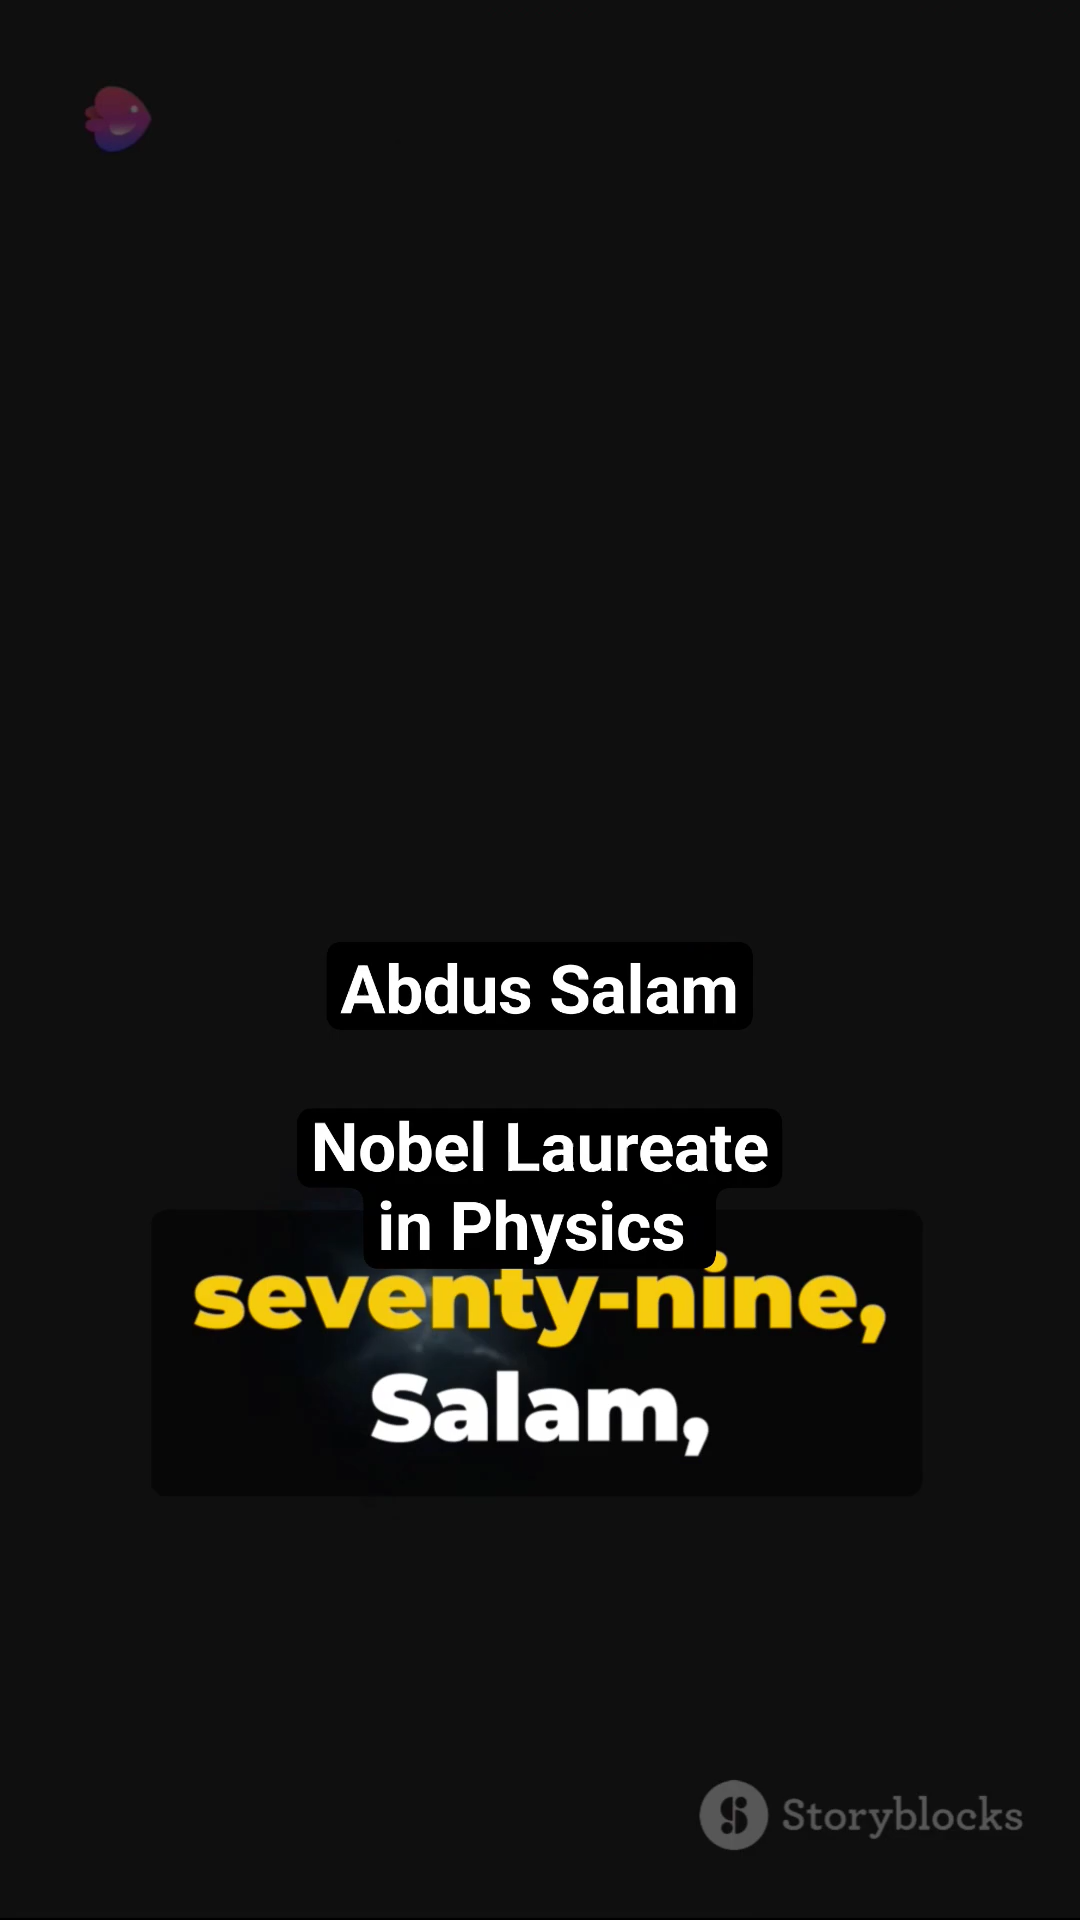 Abdus Salam
Nobel Laureate
in Physics
seventy-nine,
Salam,
Storyblocks